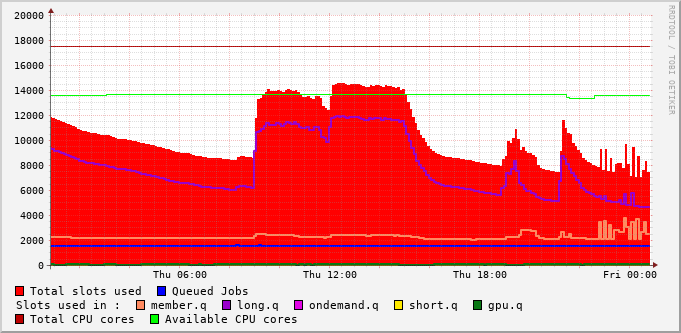 RRDTOOL / TOBI OETIKER
20000
18000
16000
14000
12000
10000
8000
6000
4000
2000
0
Thu 06:00 Thu 12:00 Thu 18:00 Fri 00:00
Total slots used Queued Jobs
Slots used in : member.q long.q ondemand.q short.q gpu.q
Total CPU cores Available CPU cores